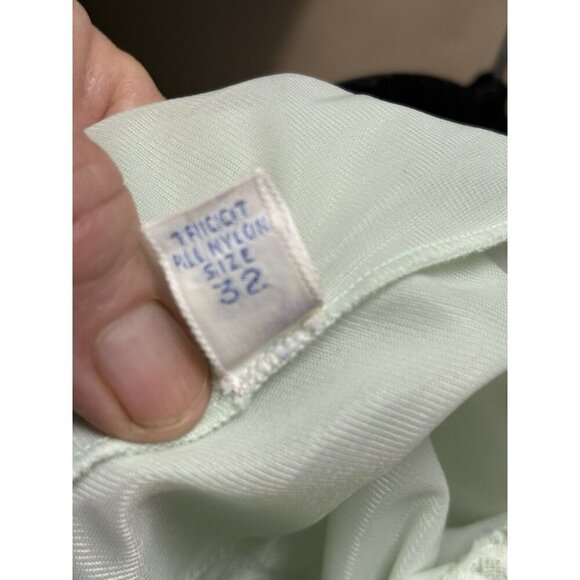 TRICOT
ALL NYLON
SIZE
32